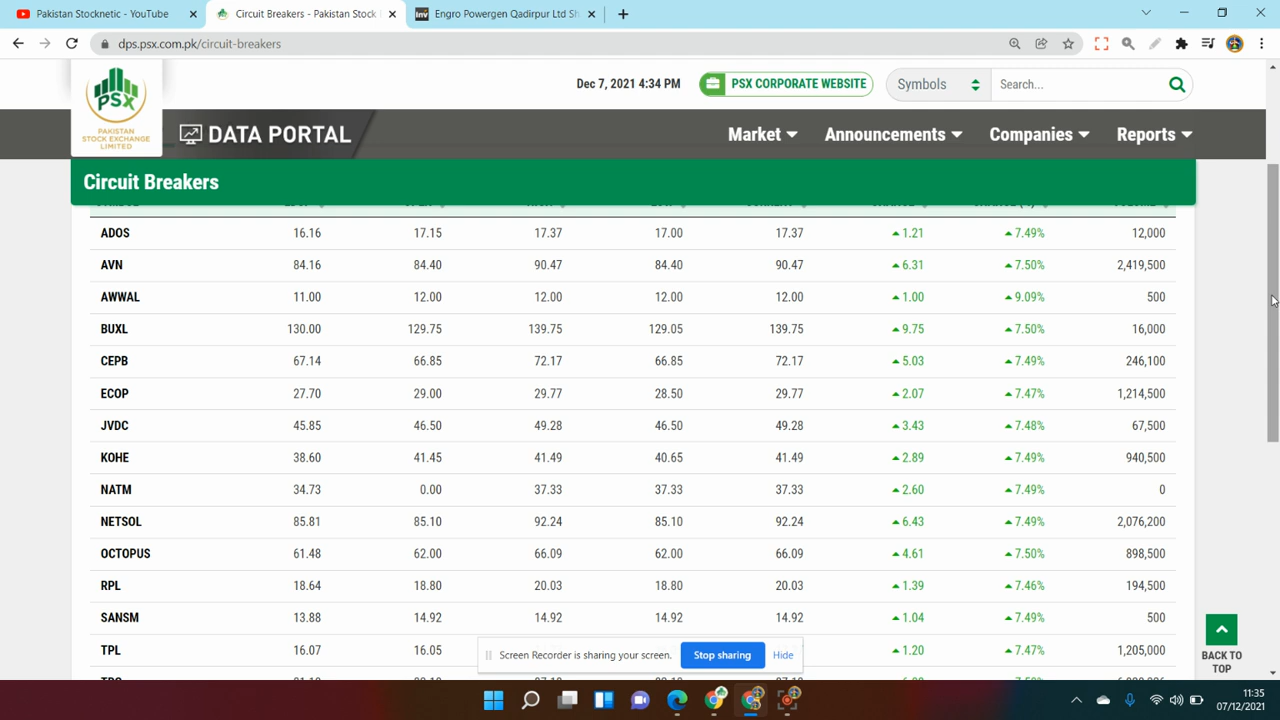 Pakistan Stocknetic - YouTube
Circuit Breakers - Pakistan Stock
Inv Engro Powergen Qadirpur Ltd Sh
dps.psx.com.pk/circuit-breakers
PSX
PAKISTAN
STOCK EXCHANGE
LIMITED
Dec 7, 2021 4:34 PM
PSX CORPORATE WEBSITE
Symbols
Search...
DATA PORTAL
Market
Announcements
Companies
Reports
Circuit Breakers
ADOS 16.16 17.15 17.37 17.00 17.37 1.21 7.49% 12,000
AVN 84.16 84.40 90.47 84.40 90.47 6.31 7.50% 2,419,500
AWWAL 11.00 12.00 12.00 12.00 12.00 1.00 9.09% 500
BUXL 130.00 129.75 139.75 129.05 139.75 9.75 7.50% 16,000
CEPB 67.14 66.85 72.17 66.85 72.17 5.03 7.49% 246,100
ECOP 27.70 29.00 29.77 28.50 29.77 2.07 7.47% 1,214,500
JVDC 45.85 46.50 49.28 46.50 49.28 3.43 7.48% 67,500
KOHE 38.60 41.45 41.49 40.65 41.49 2.89 7.49% 940,500
NATM 34.73 0.00 37.33 37.33 37.33 2.60 7.49% 0
NETSOL 85.81 85.10 92.24 85.10 92.24 6.43 7.49% 2,076,200
OCTOPUS 61.48 62.00 66.09 62.00 66.09 4.61 7.50% 898,500
RPL 18.64 18.80 20.03 18.80 20.03 1.39 7.46% 194,500
SANSM 13.88 14.92 14.92 14.92 14.92 1.04 7.49% 500
TPL 16.07 16.05 1.20 7.47% 1,205,000
Screen Recorder is sharing your screen.
Stop sharing
Hide
BACK TO
TOP
11:35
07/12/2021